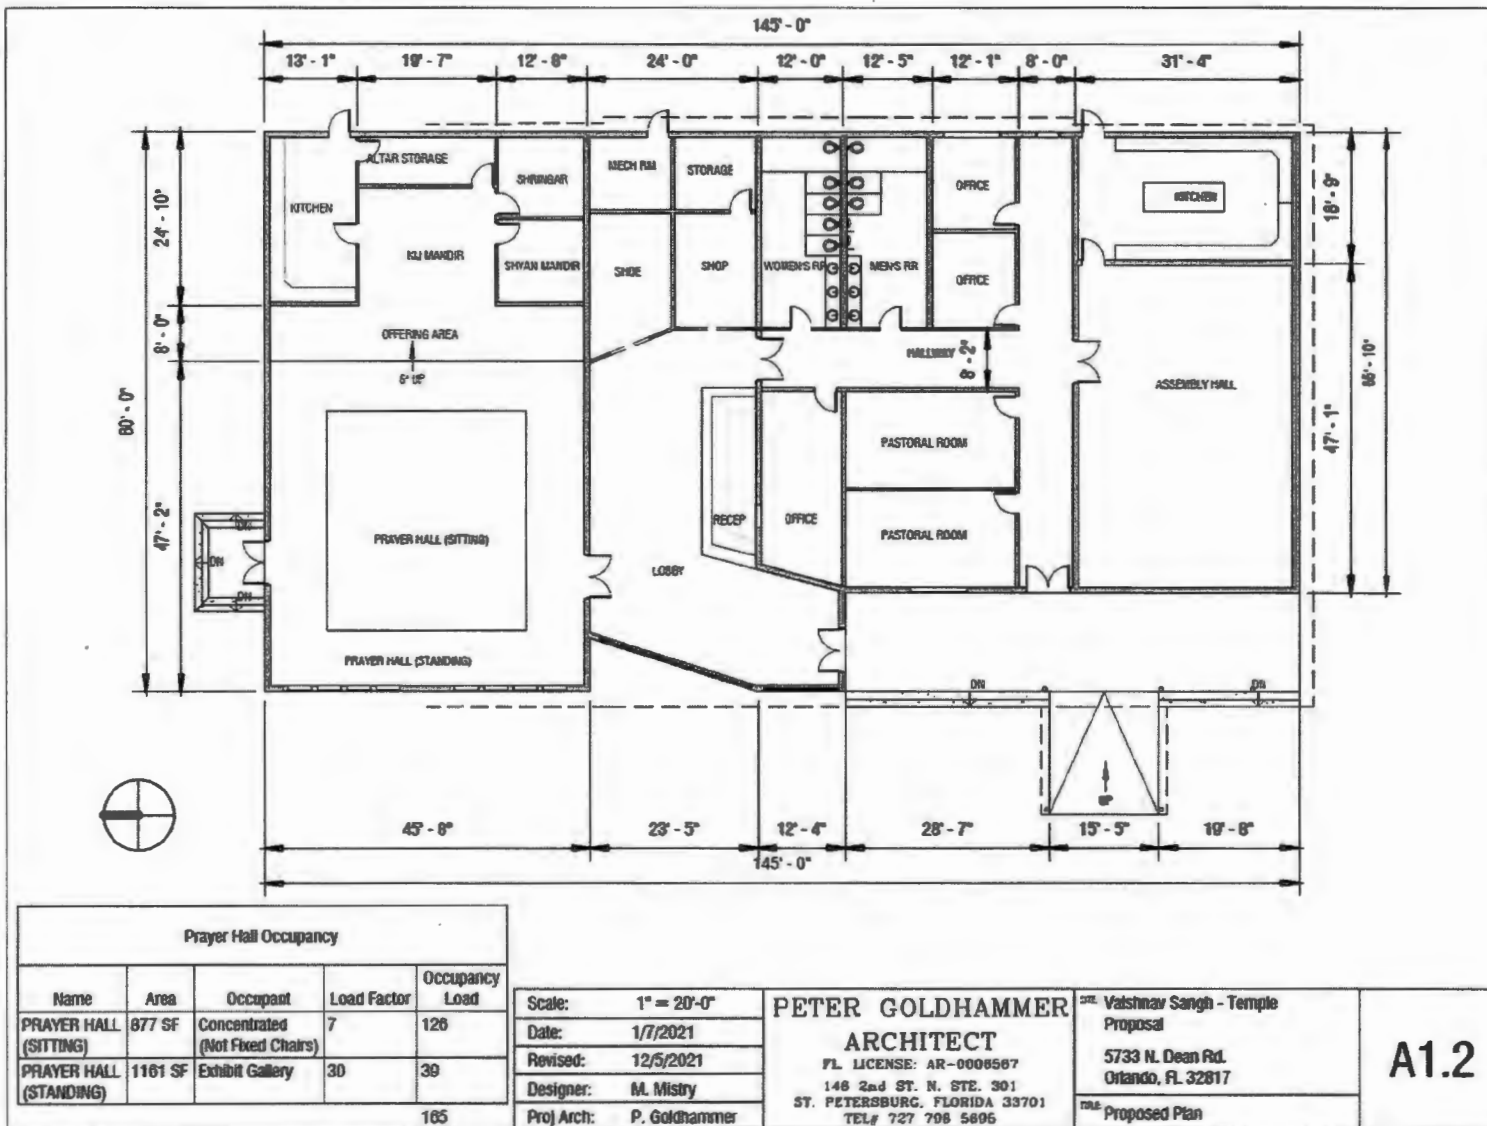 145' - 0"
13' - 1" 19' - 7" 12' - 8" 24' - 0" 12' - 0" 12' - 5" 12' - 1" 8' - 0" 31' - 4"
80' - 0"
24' - 10"
8' - 0"
47' - 2"
KITCHEN
ALTAR STORAGE
SHRINGAR
MECH RM
STORAGE
OFFICE
KITCHEN
SHYAN MANDIR
SHOE
SHOP
WOMEN'S RR
MEN'S RR
OFFICE
OFFERING AREA
6" UP
HALLWAY
8' - 2"
ASSEMBLY HALL
18' - 9"
47' - 1"
10"
PASTORAL ROOM
RECEP
OFFICE
PASTORAL ROOM
PRAYER HALL (SITTING)
DN
DN
DN
LOBBY
PRAYER HALL (STANDING)
DN
DN
UP
45' - 8" 23' - 5" 12' - 4" 28' - 7" 15' - 5" 19' - 8"
145' - 0"
Prayer Hall Occupancy
Name Area Occupant Load Factor Occupancy Load
PRAYER HALL (SITTING) 877 SF Concentrated (Not Fixed Chairs) 7 126
PRAYER HALL (STANDING) 1161 SF Exhibit Gallery 30 39
165
Scale: 1" = 20'-0"
Date: 1/7/2021
Revised: 12/5/2021
Designer: M. Mistry
Proj Arch: P. Goldhammer
PETER GOLDHAMMER
ARCHITECT
FL LICENSE: AR-0008567
146 2nd ST. N. STE. 301
ST. PETERSBURG, FLORIDA 33701
TEL# 727 798 5695
Vaishnav Sangh - Temple
Proposal
5733 N. Dean Rd.
Orlando, FL 32817
TITLE: Proposed Plan
A1.2